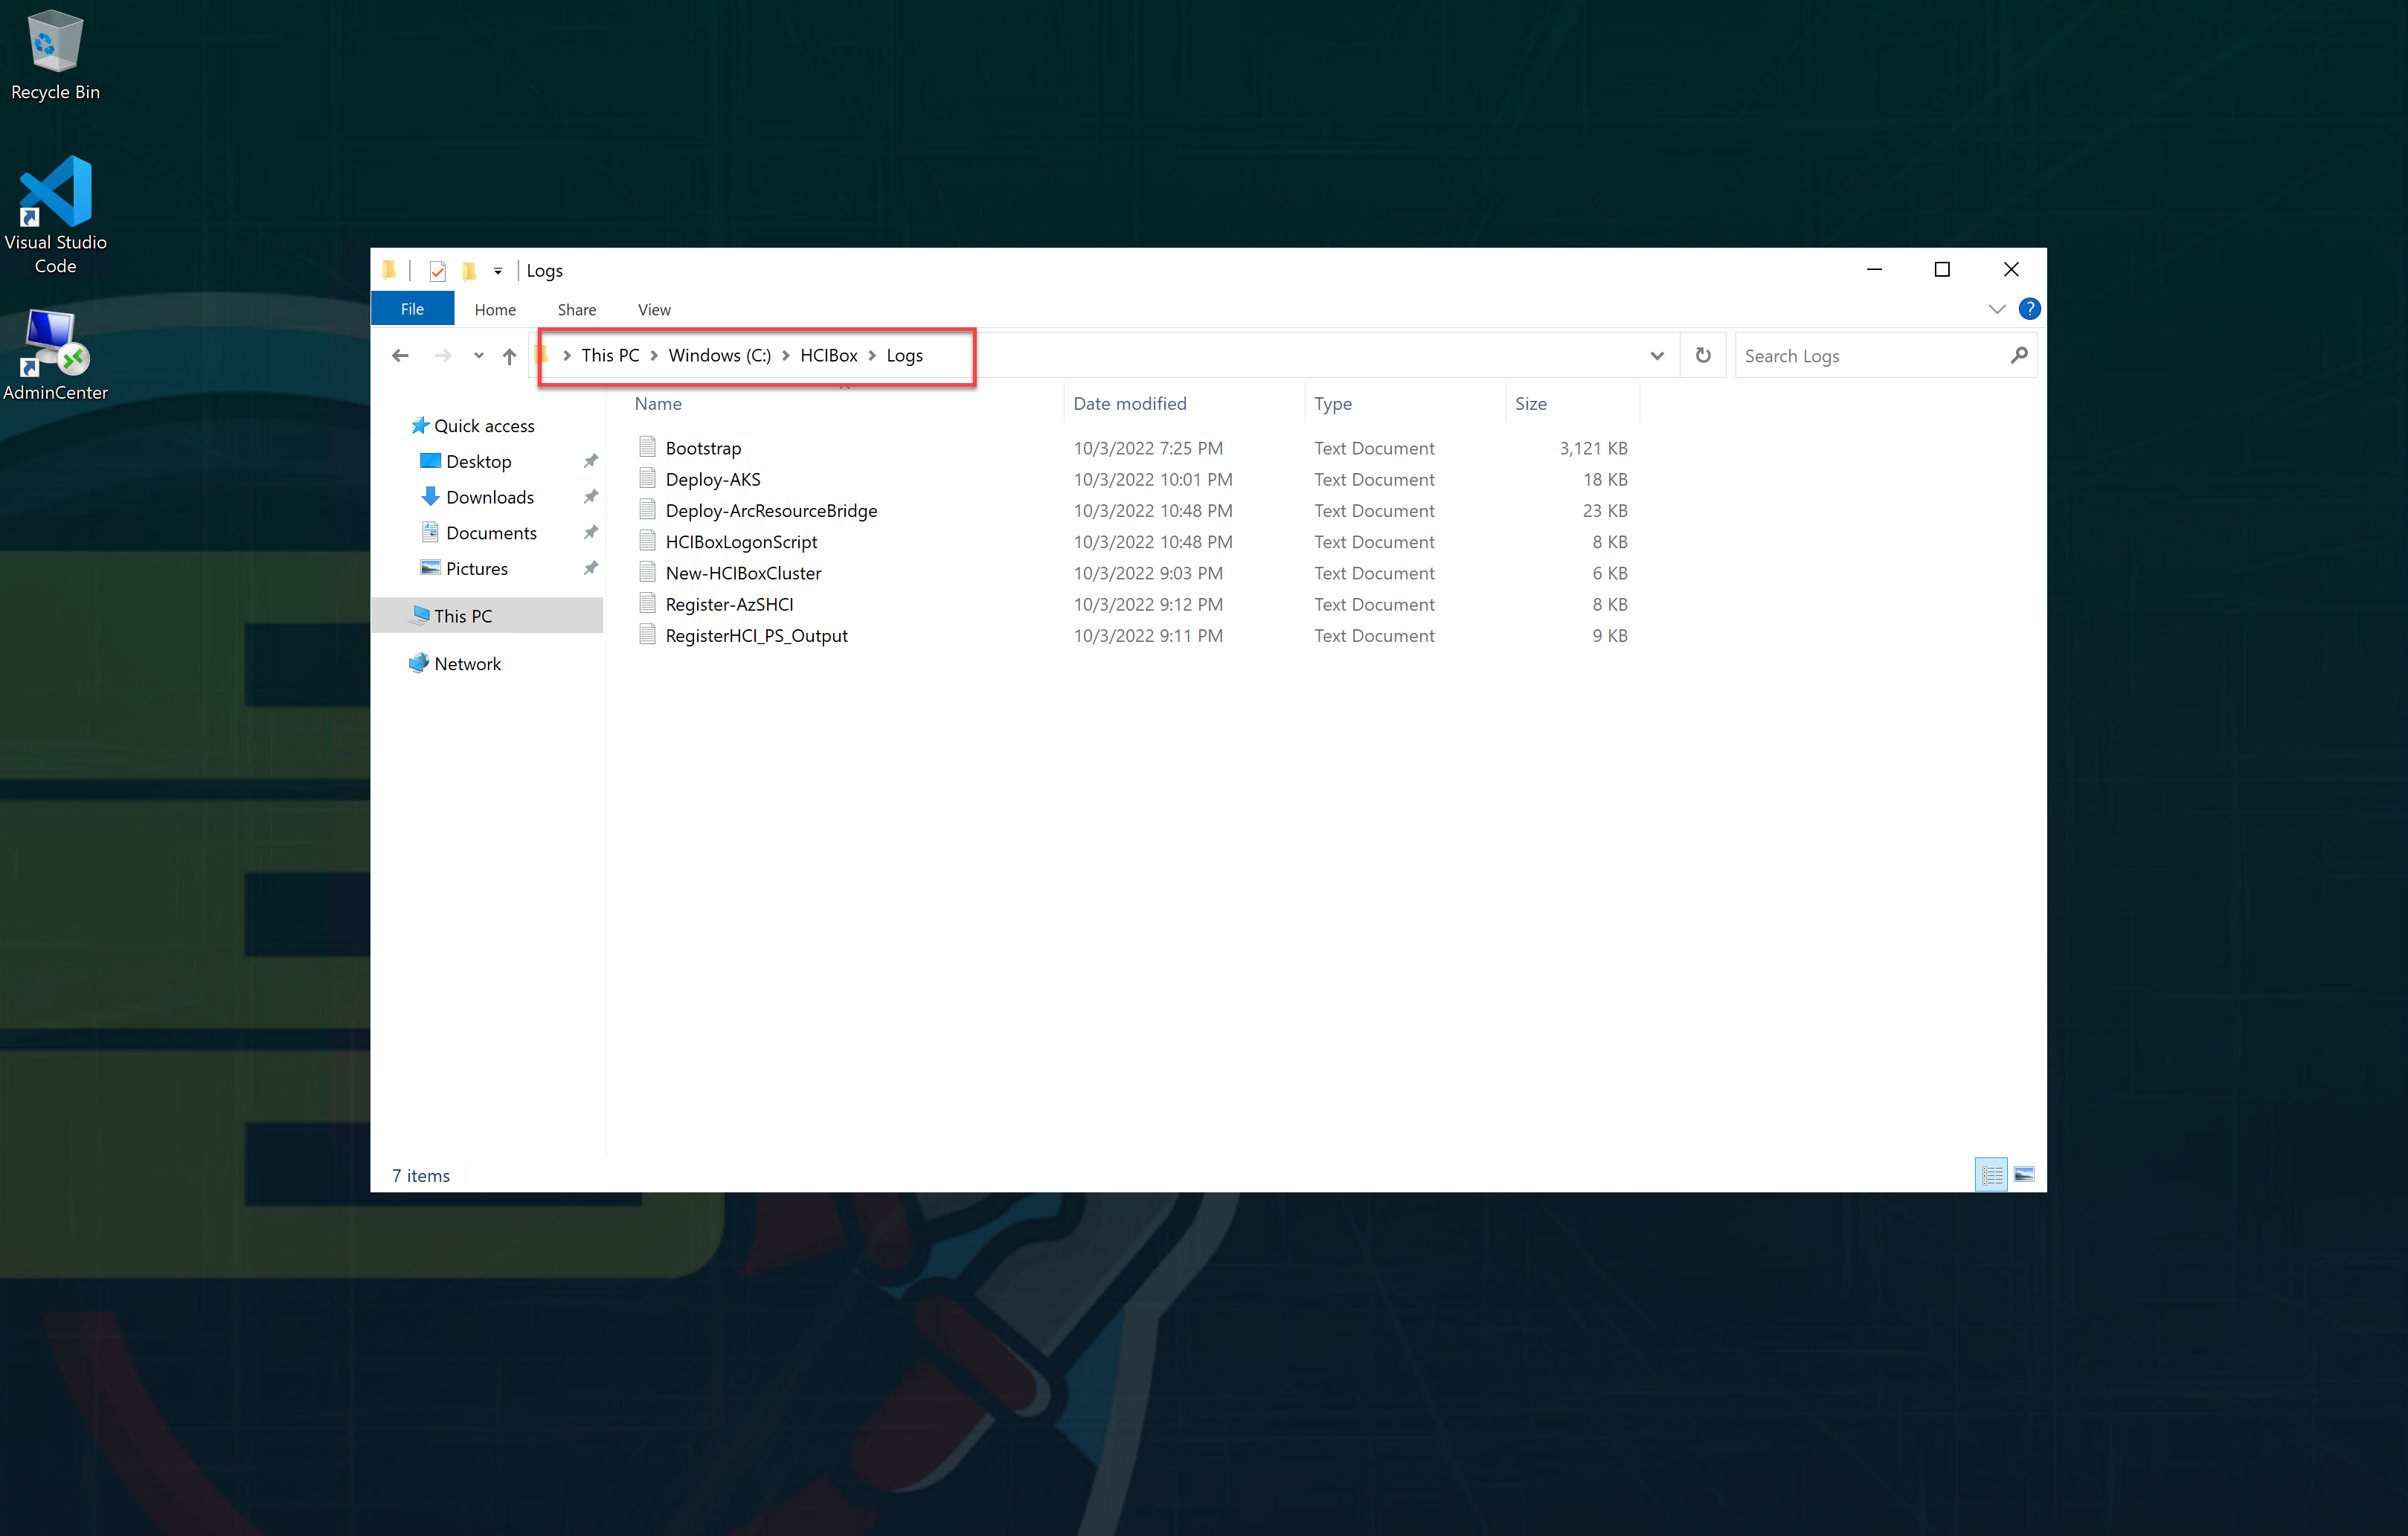 Recycle Bin
Visual Studio
Code
AdminCenter
Logs
File Home Share View
?
This PC Windows (C:) HCIBox Logs
Search Logs
Name Date modified Type Size
Quick access
Desktop
Downloads
Documents
Pictures
This PC
Network
Bootstrap 10/3/2022 7:25 PM Text Document 3,121 KB
Deploy-AKS 10/3/2022 10:01 PM Text Document 18 KB
Deploy-ArcResourceBridge 10/3/2022 10:48 PM Text Document 23 KB
HCIBoxLogonScript 10/3/2022 10:48 PM Text Document 8 KB
New-HCIBoxCluster 10/3/2022 9:03 PM Text Document 6 KB
Register-AzSHCI 10/3/2022 9:12 PM Text Document 8 KB
RegisterHCI_PS_Output 10/3/2022 9:11 PM Text Document 9 KB
7 items